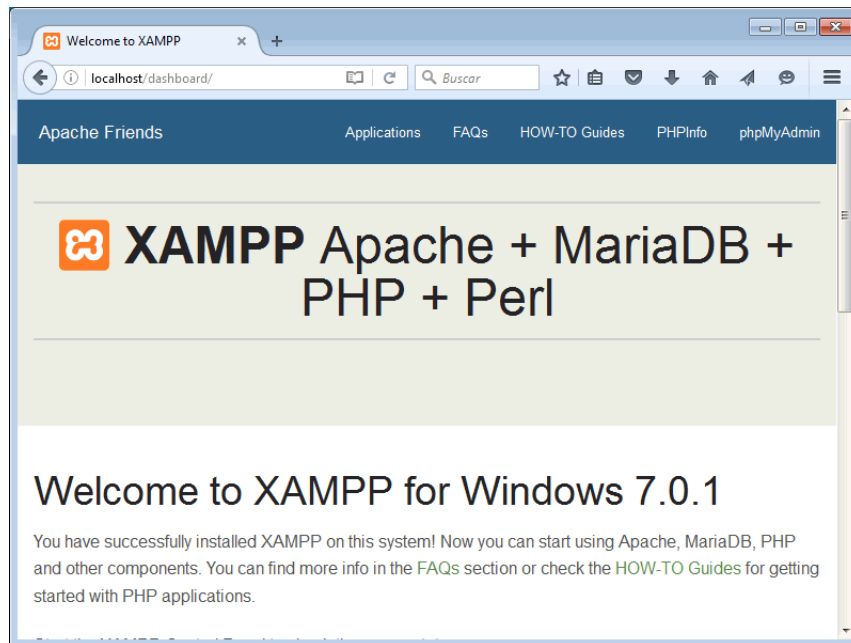 Welcome to XAMPP
localhost/dashboard/
Buscar
Apache Friends
Applications
FAQs
HOW-TO Guides
PHPInfo
phpMyAdmin
XAMPP Apache + MariaDB +
PHP + Perl
Welcome to XAMPP for Windows 7.0.1
You have successfully installed XAMPP on this system! Now you can start using Apache, MariaDB, PHP
and other components. You can find more info in the FAQs section or check the HOW-TO Guides for getting
started with PHP applications.